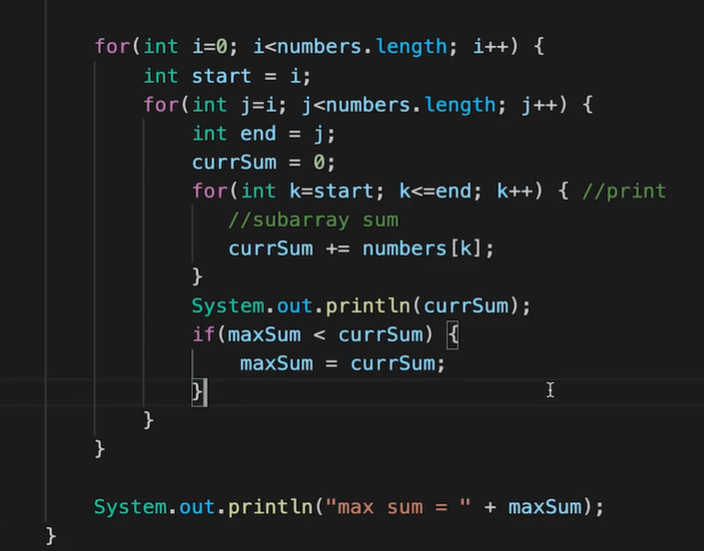 for(int i=0; i<numbers.length; i++) {
int start = i;
for(int j=i; j<numbers.length; j++) {
int end = j;
currSum = 0;
for(int k=start; k<=end; k++) { //print
//subarray sum
currSum += numbers[k];
}
System.out.println(currSum);
if(maxSum < currSum) {
maxSum = currSum;
}
}
}
System.out.println("max sum = " + maxSum);
}